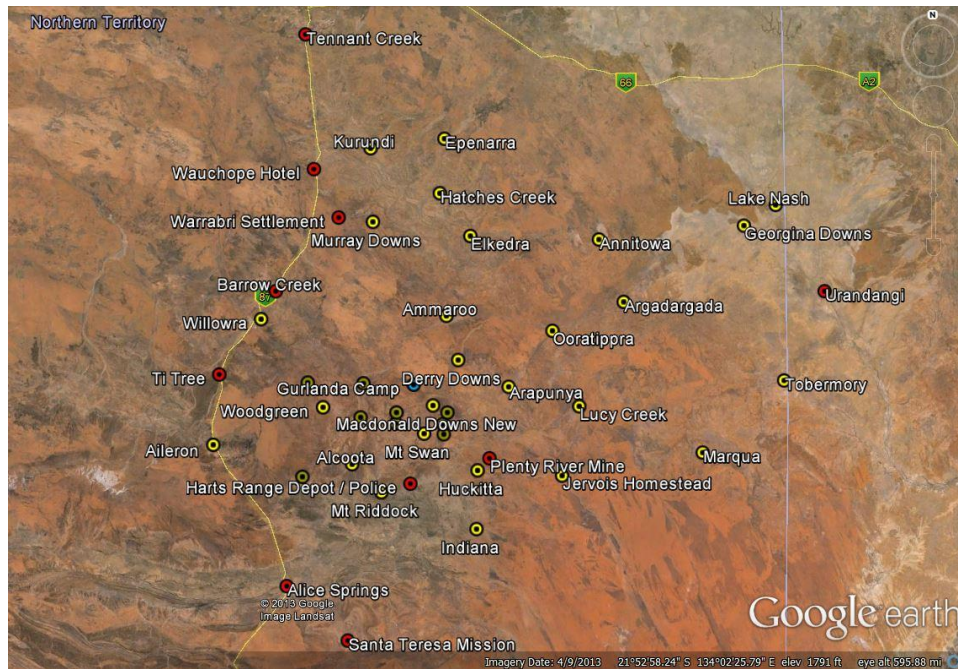 Northern Territory
N
Tennant Creek
66
A2
Kurundi
Epenarra
Wauchope Hotel
Hatches Creek
Lake Nash
Warrabri Settlement
Murray Downs
Elkedra
Annitowa
Georgina Downs
Barrow Creek
87
Urandangi
Willowra
Ammaroo
Argadargada
Ooratippra
Ti Tree
Gurlanda Camp
Derry Downs
Arapunya
Tobermory
Woodgreen
Macdonald Downs New
Lucy Creek
Aileron
Alcoota
Mt Swan
Plenty River Mine
Marqua
Harts Range Depot / Police
Huckitta
Jervois Homestead
Mt Riddock
Indiana
Alice Springs
© 2013 Google
Image Landsat
Google earth
Santa Teresa Mission
Imagery Date: 4/9/2013 21°52'58.24" S 134°02'25.79" E elev 1791 ft eye alt 595.88 mi